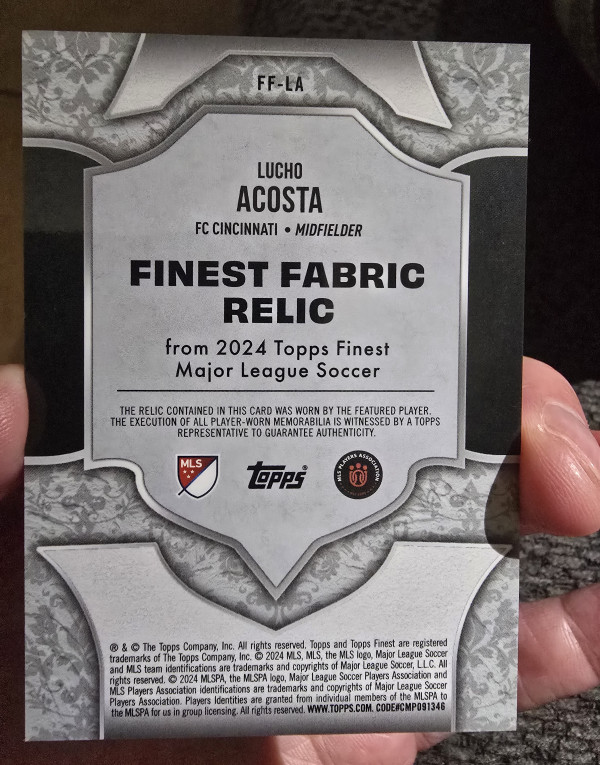 FF-LA
LUCHO
ACOSTA
FC CINCINNATI • MIDFIELDER
FINEST FABRIC
RELIC
from 2024 Topps Finest
Major League Soccer
THE RELIC CONTAINED IN THIS CARD WAS WORN BY THE FEATURED PLAYER.
THE EXECUTION OF ALL PLAYER-WORN MEMORABILIA IS WITNESSED BY A TOPPS
REPRESENTATIVE TO GUARANTEE AUTHENTICITY.
MLS
topps®
MLS PLAYERS ASSOCIATION
® & © The Topps Company, Inc. All rights reserved. Topps and Topps Finest are registered
trademarks of The Topps Company, Inc. © 2024 MLS, MLS, the MLS logo, Major League Soccer
and MLS team identifications are trademarks and copyrights of Major League Soccer, L.L.C. All
rights reserved. © 2024 MLSPA, the MLSPA logo, Major League Soccer Players Association and
MLS Players Association identifications are trademarks and copyrights of Major League Soccer
Players Association. Players Identities are granted from individual members of the MLSPA to
the MLSPA for us in group licensing. All rights reserved. WWW.TOPPS.COM. CODE#CMP091346